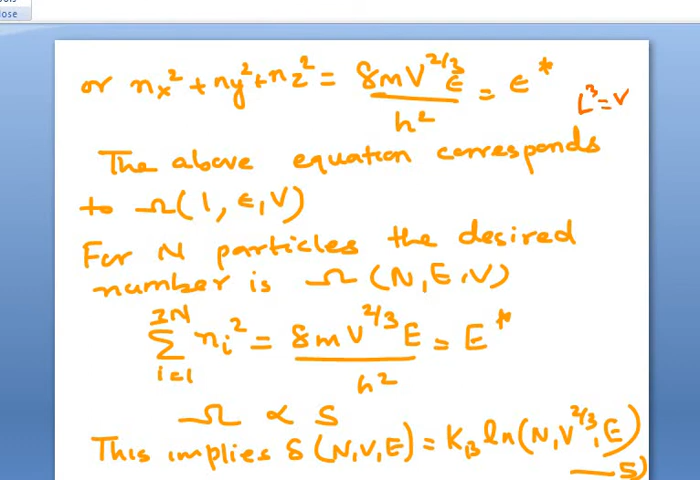 lose
or nx² + ny² + nz² = 8mV^2/3 ϵ / h² = ϵ*
L³=V
The above equation corresponds
to Ω(1, ϵ, V)
For N particles the desired
number is Ω (N, E, V)
3N Σ i=1 ni² = 8mV^2/3 E / h² = E*
Ω ∝ S
This implies S (N,V,E) = KB ln(N, V^2/3, E)
— 5)